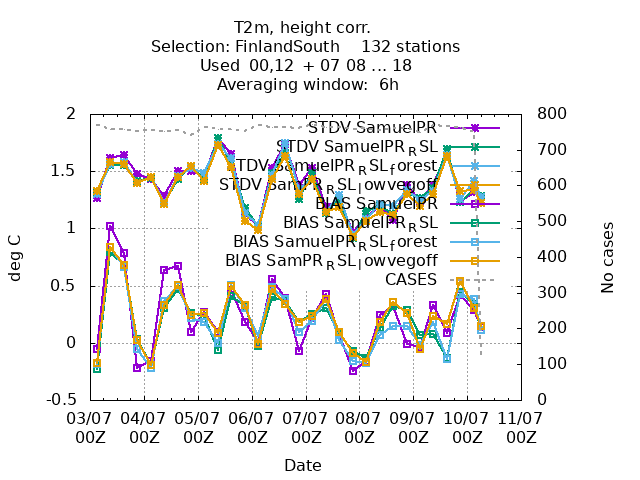 T2m, height corr.
Selection: FinlandSouth 132 stations
Used 00,12 + 07 08 ... 18
Averaging window: 6h
deg C
2
1.5
1
0.5
0
-0.5
STDV SamuelPR
STDV SamuelPR_RSL
STDV SamuelPR_RSL_forest
STDV SamPR_RSL_lowvegoff
BIAS SamuelPR
BIAS SamuelPR_RSL
BIAS SamuelPR_RSL_forest
BIAS SamPR_RSL_lowvegoff
CASES
800
700
600
500
400
300
200
100
0
No cases
03/07 04/07 05/07 06/07 07/07 08/07 09/07 10/07 11/07
00Z 00Z 00Z 00Z 00Z 00Z 00Z 00Z 00Z
Date